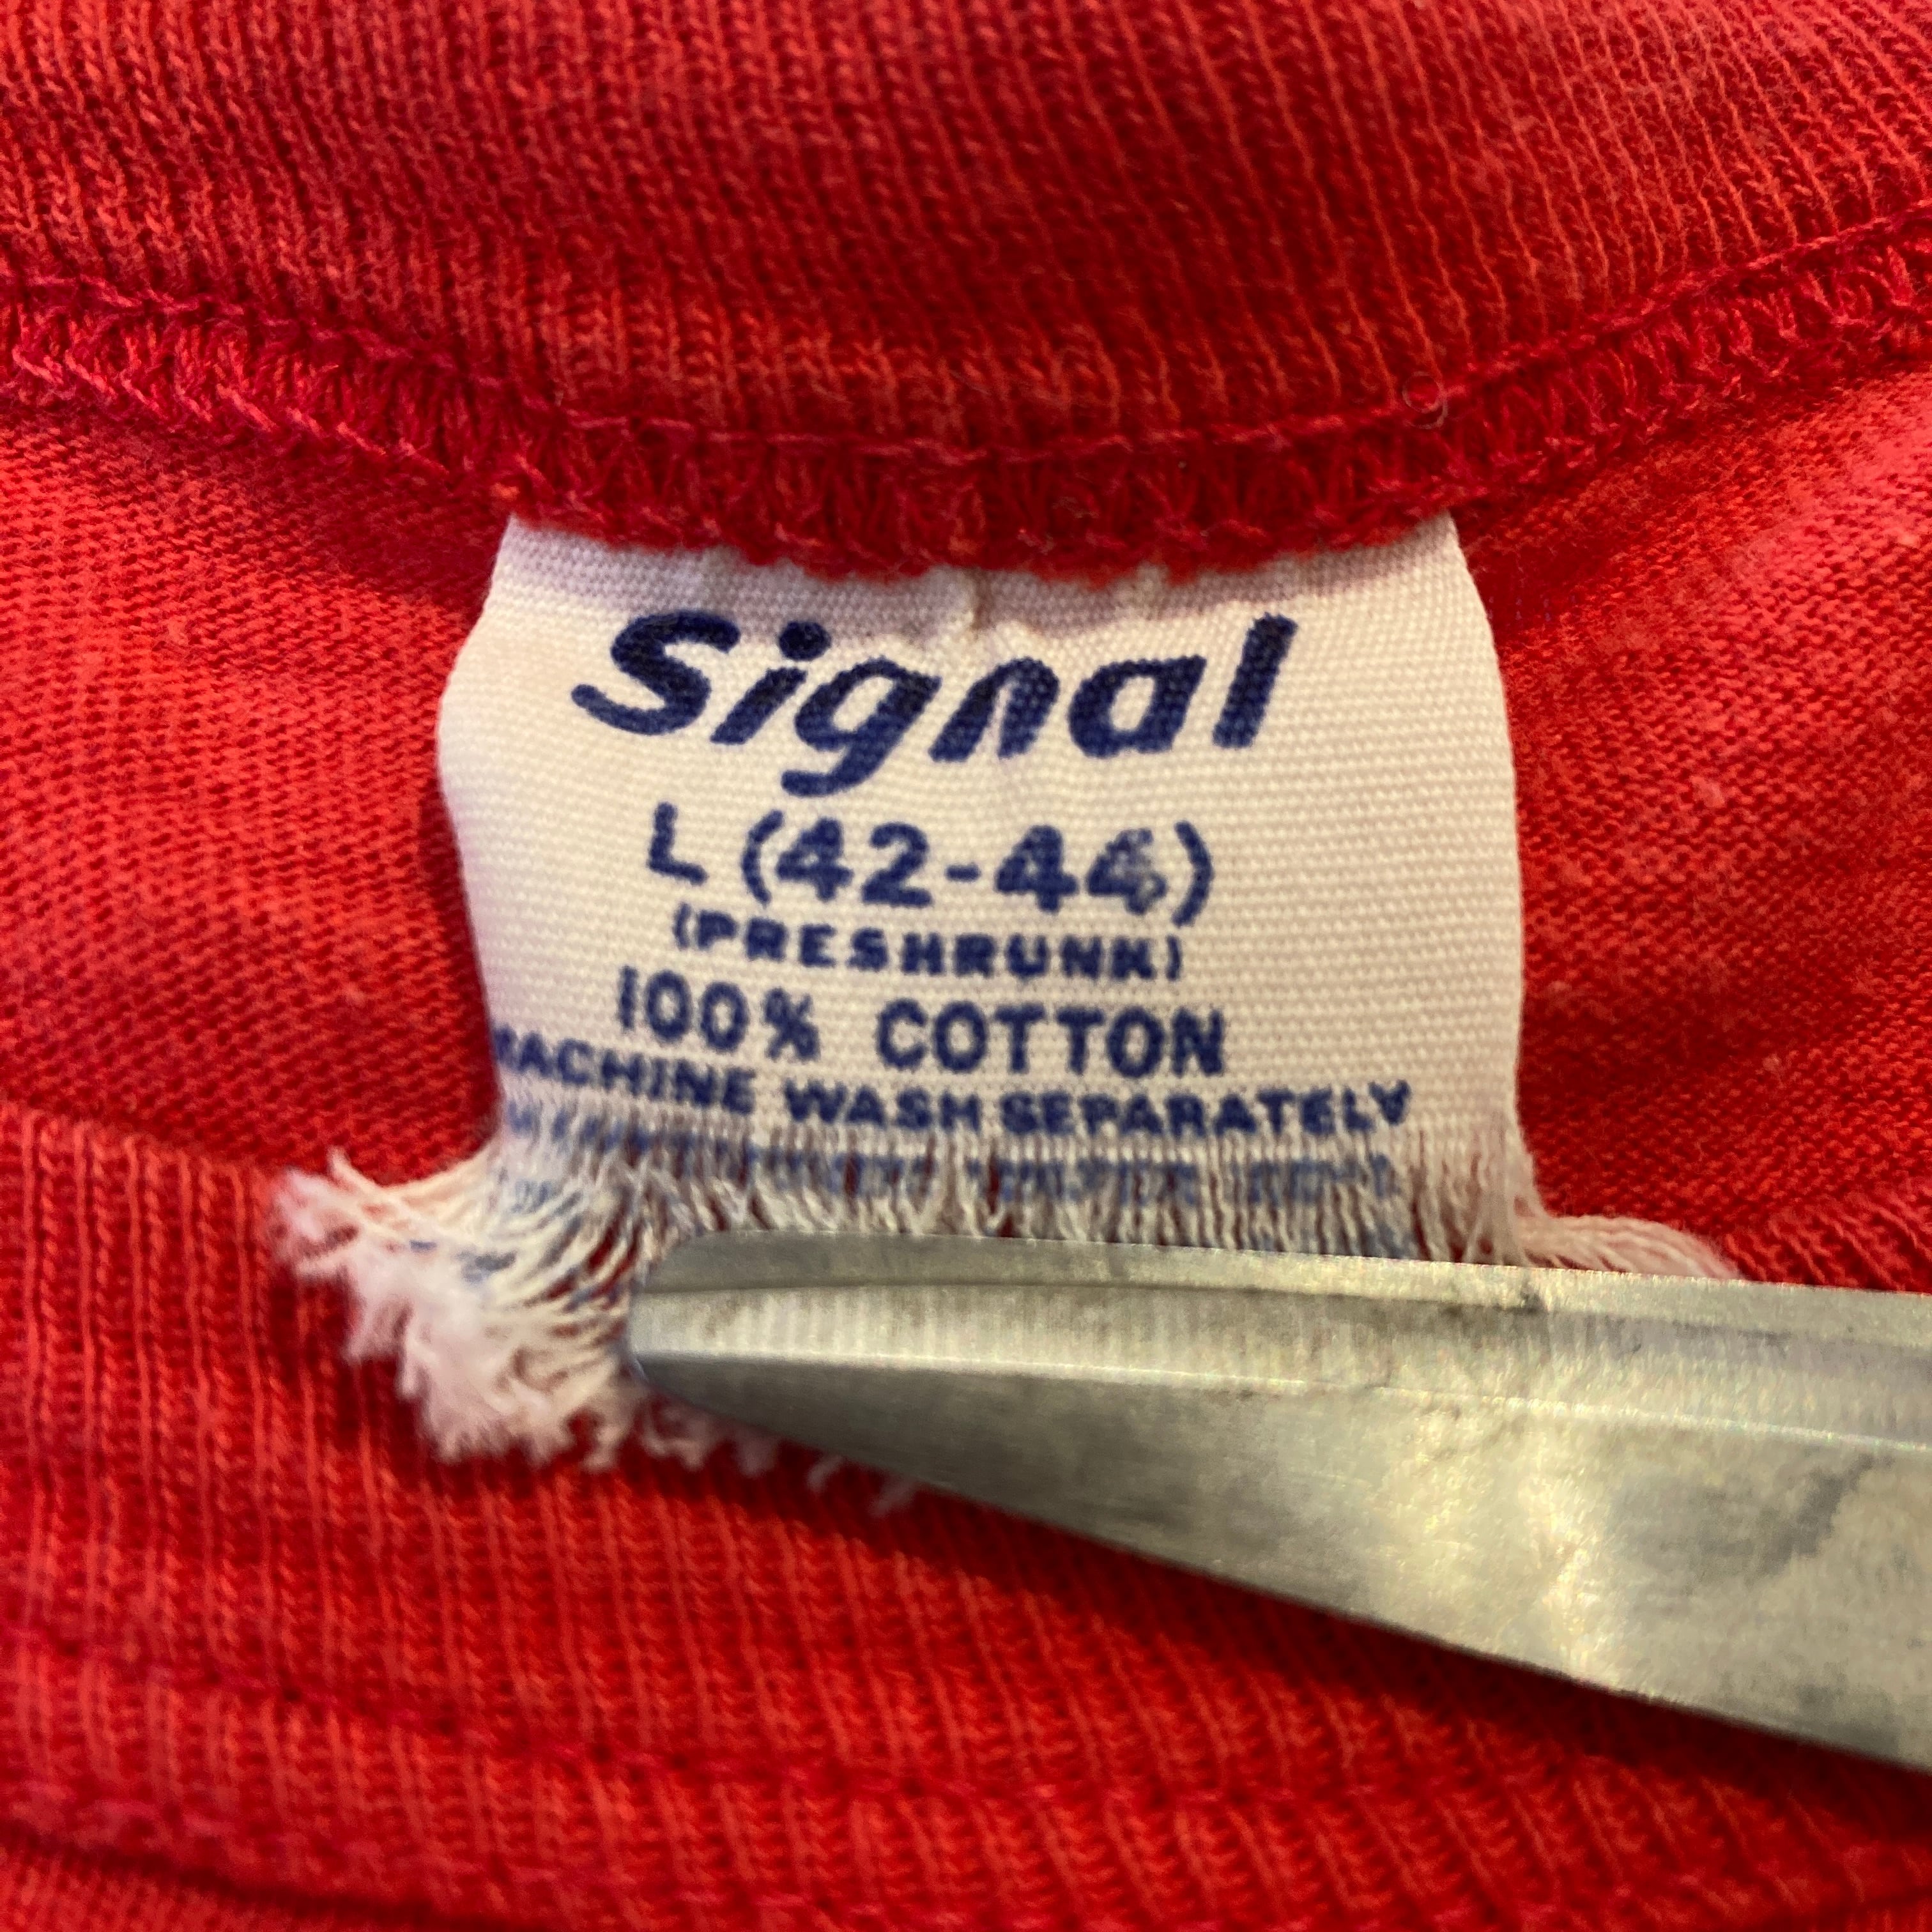 Signal
L (42-44)
(PRESHRUNK)
100% COTTON
MACHINE WASH SEPARATELY